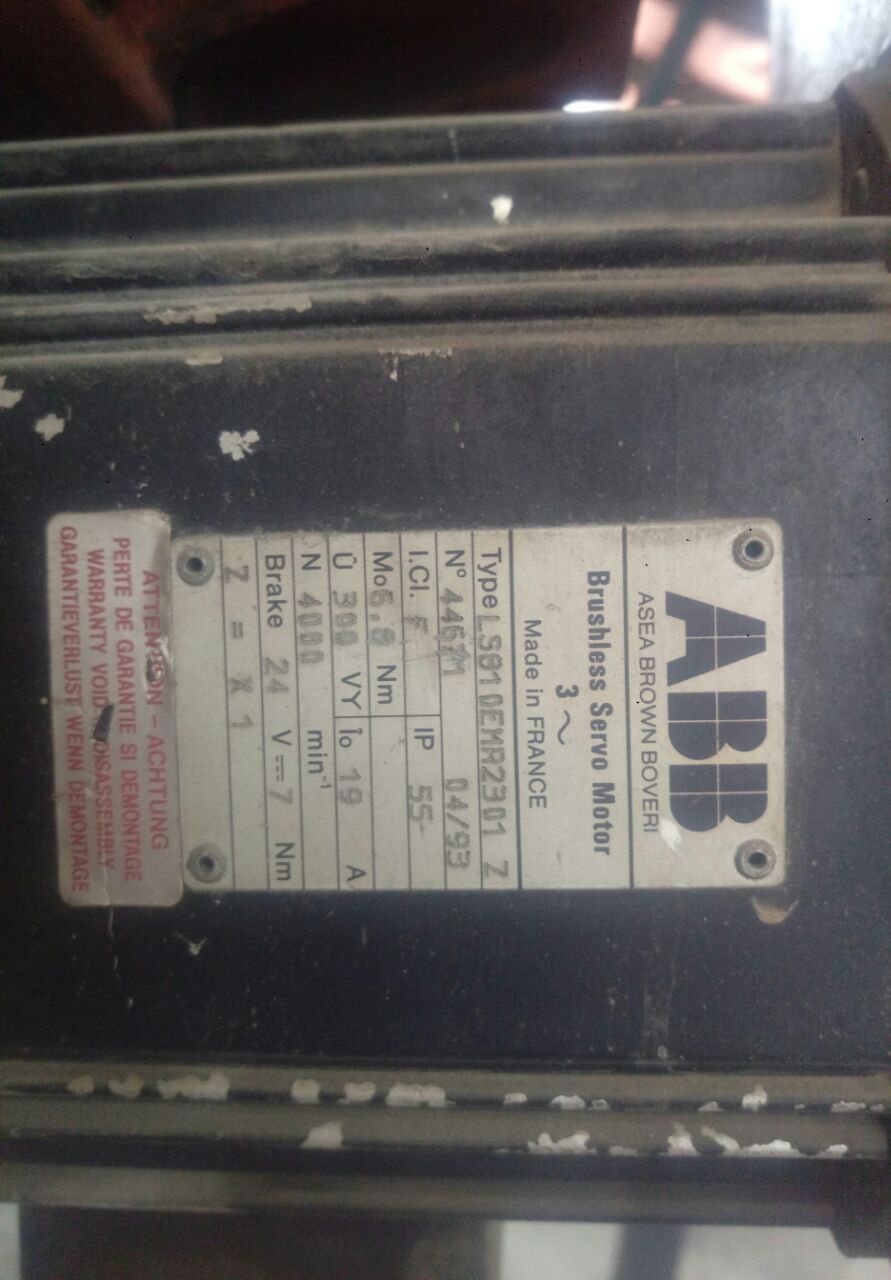 ABB
ASEA BROWN BOVERI
Brushless Servo Motor
3 ~
Made in FRANCE
Type LS810EMR2301 Z
N° 04/93
I.Cl. F IP 55
Mo 6.8 Nm
Û 300 VY Îo 19 A
N 4000 min⁻¹
Brake 24 V ⎓ 7 Nm
Z = X 1
ATTENTION - ACHTUNG
PERTE DE GARANTIE SI DEMONTAGE
WARRANTY VOID DISASSEMBLY
GARANTIEVERLUST WENN DEMONTAGE